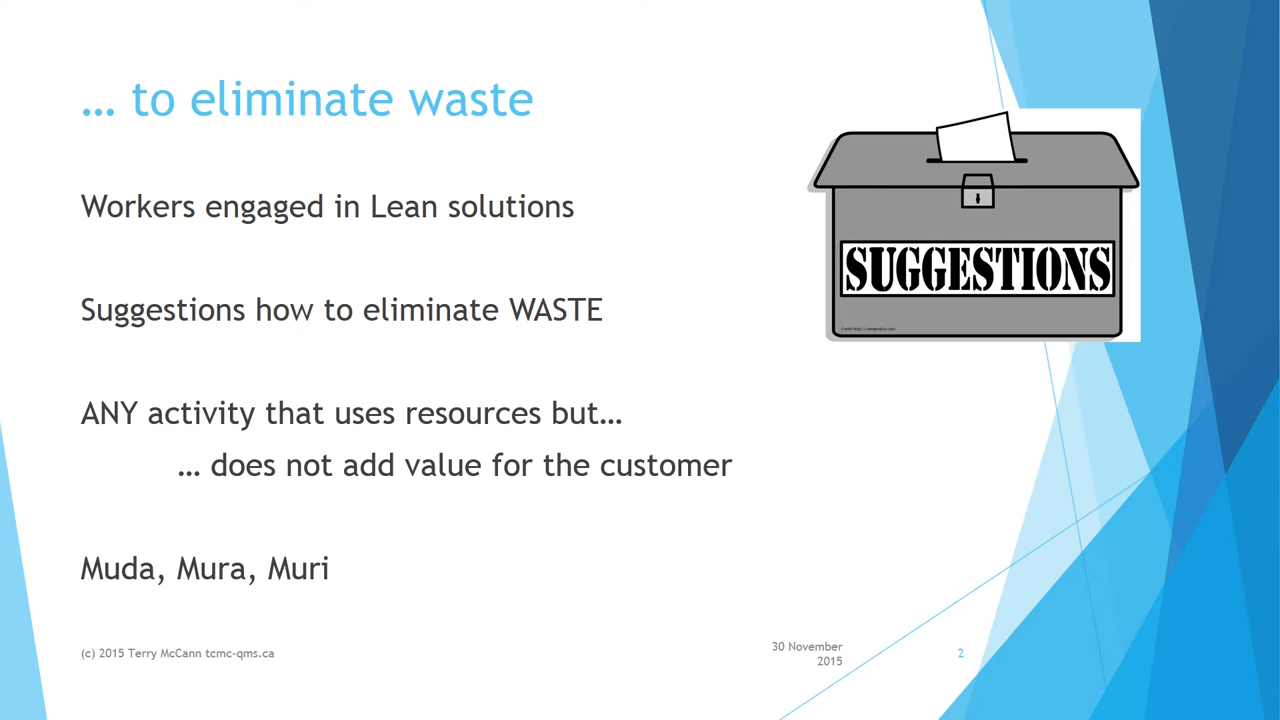 … to eliminate waste
Workers engaged in Lean solutions
Suggestions how to eliminate WASTE
ANY activity that uses resources but…
… does not add value for the customer
Muda, Mura, Muri
SUGGESTIONS
(c) 2015 Terry McCann tcmc-qms.ca
30 November
2015
2